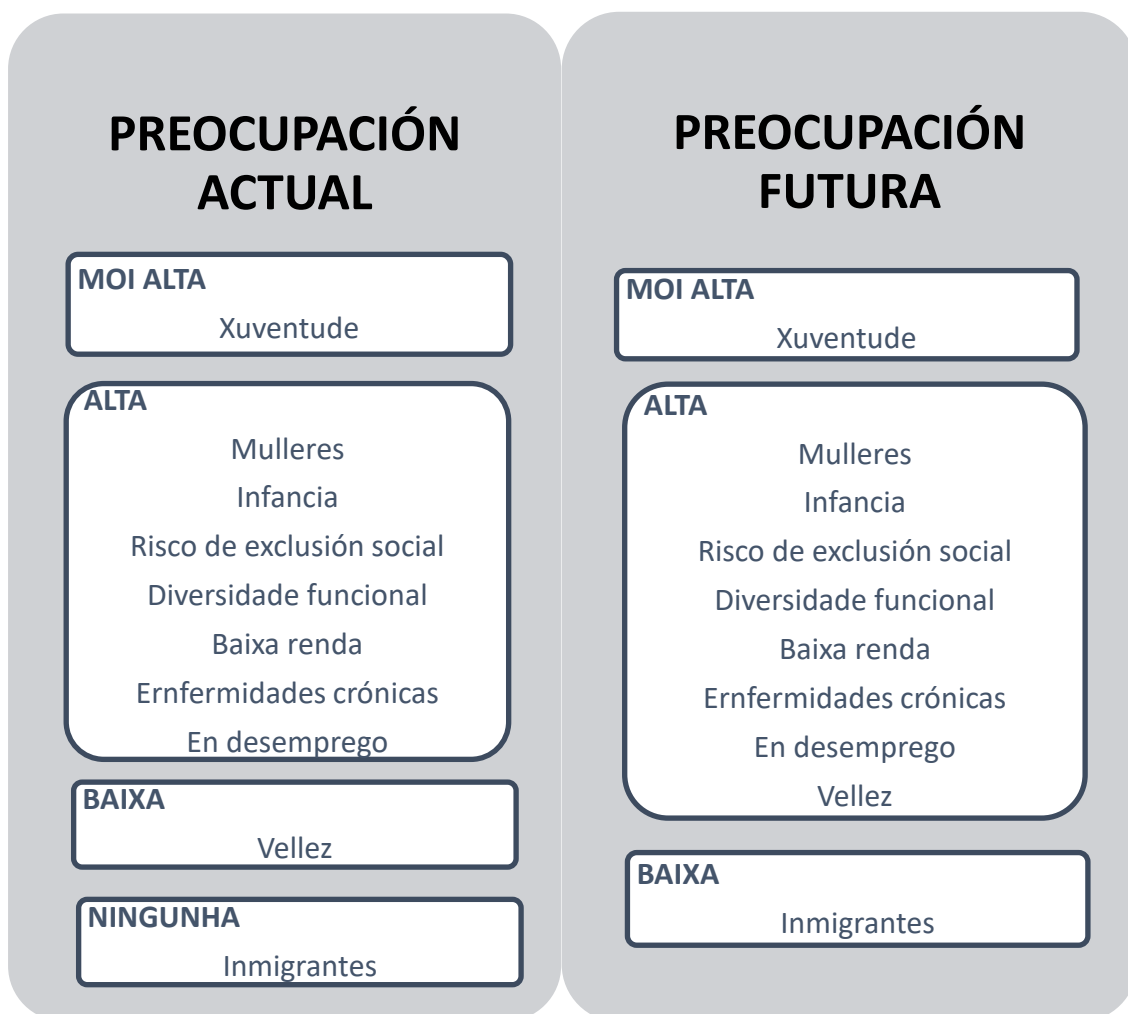 PREOCUPACIÓN
ACTUAL
MOI ALTA
Xuventude
ALTA
Mulleres
Infancia
Risco de exclusión social
Diversidade funcional
Baixa renda
Ernfermidades crónicas
En desemprego
BAIXA
Vellez
NINGUNHA
Inmigrantes
PREOCUPACIÓN
FUTURA
MOI ALTA
Xuventude
ALTA
Mulleres
Infancia
Risco de exclusión social
Diversidade funcional
Baixa renda
Ernfermidades crónicas
En desemprego
Vellez
BAIXA
Inmigrantes